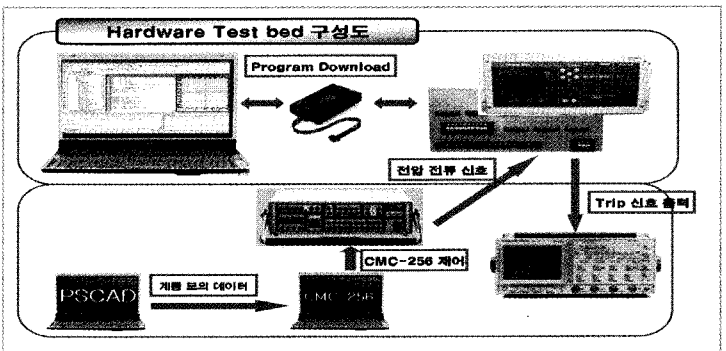 Hardware Test bed 구성도
Program Download
전압 전류 신호
Trip 신호 출력
CMC-256 제어
PSCAD
계통 모의 데이터
CMC 256